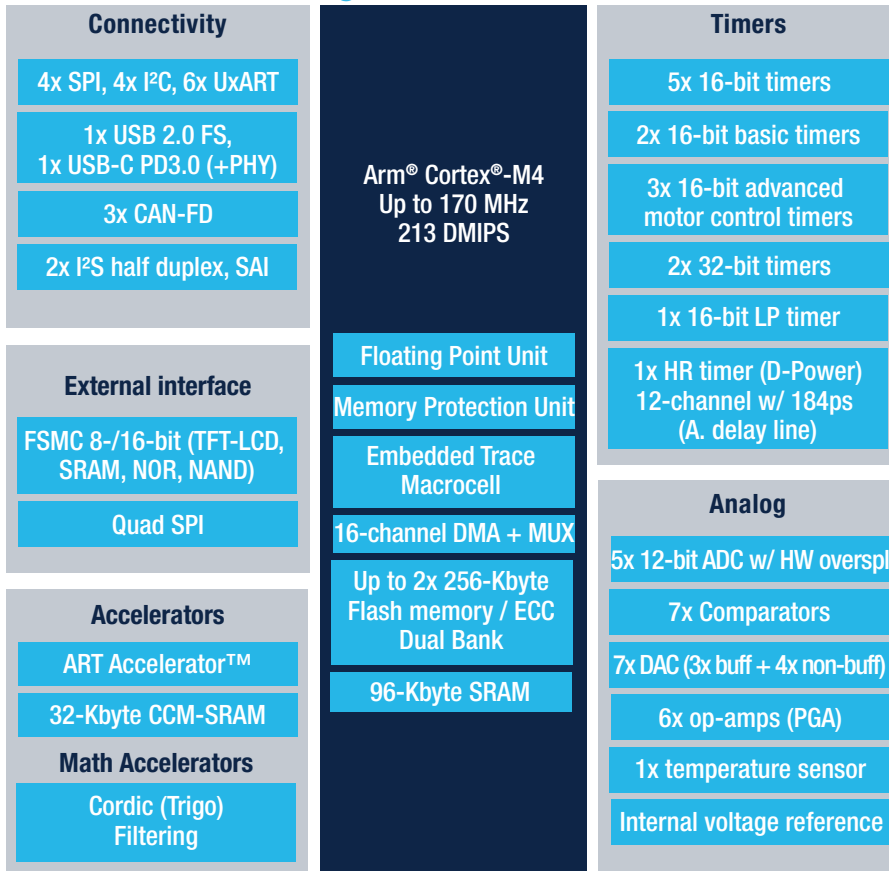 Connectivity
4x SPI, 4x I²C, 6x UxART
1x USB 2.0 FS,
1x USB-C PD3.0 (+PHY)
3x CAN-FD
2x I²S half duplex, SAI
External interface
FSMC 8-/16-bit (TFT-LCD,
SRAM, NOR, NAND)
Quad SPI
Accelerators
ART Accelerator™
32-Kbyte CCM-SRAM
Math Accelerators
Cordic (Trigo)
Filtering
Arm® Cortex®-M4
Up to 170 MHz
213 DMIPS
Floating Point Unit
Memory Protection Unit
Embedded Trace
Macrocell
16-channel DMA + MUX
Up to 2x 256-Kbyte
Flash memory / ECC
Dual Bank
96-Kbyte SRAM
Timers
5x 16-bit timers
2x 16-bit basic timers
3x 16-bit advanced
motor control timers
2x 32-bit timers
1x 16-bit LP timer
1x HR timer (D-Power)
12-channel w/ 184ps
(A. delay line)
Analog
5x 12-bit ADC w/ HW overspl
7x Comparators
7x DAC (3x buff + 4x non-buff)
6x op-amps (PGA)
1x temperature sensor
Internal voltage reference